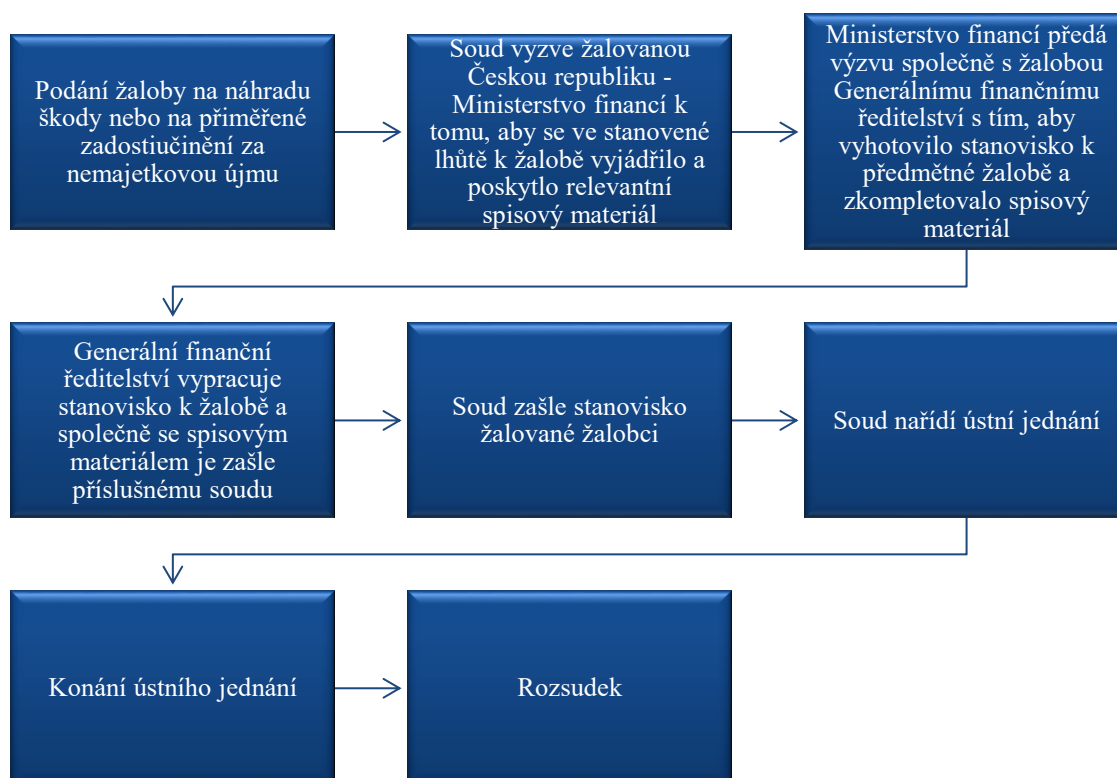 Podání žaloby na náhradu
škody nebo na přiměřené
zadostiučinění za
nemajetkovou újmu
Soud vyzve žalovanou
Českou republiku -
Ministerstvo financí k
tomu, aby se ve stanovené
lhůtě k žalobě vyjádřilo a
poskytlo relevantní
spisový materiál
Ministerstvo financí předá
výzvu společně s žalobou
Generálnímu finančnímu
ředitelství s tím, aby
vyhotovilo stanovisko k
předmětné žalobě a
zkompletovalo spisový
materiál
Generální finanční
ředitelství vypracuje
stanovisko k žalobě a
společně se spisovým
materiálem je zašle
příslušnému soudu
Soud zašle stanovisko
žalované žalobci
Soud nařídí ústní jednání
Konání ústního jednání
Rozsudek